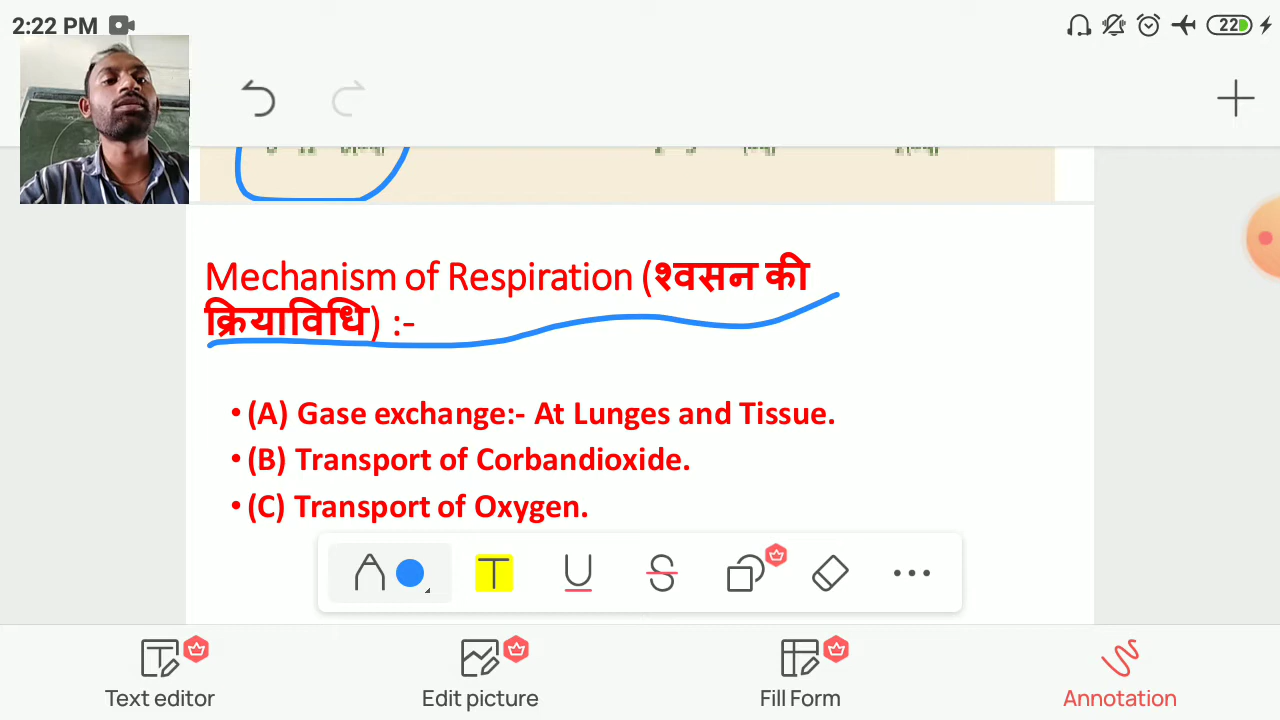 2:22 PM 22
Mechanism of Respiration (श्वसन की
क्रियाविधि) :-
• (A) Gase exchange:- At Lunges and Tissue.
• (B) Transport of Corbandioxide.
• (C) Transport of Oxygen.
T U S
Text editor Edit picture Fill Form Annotation